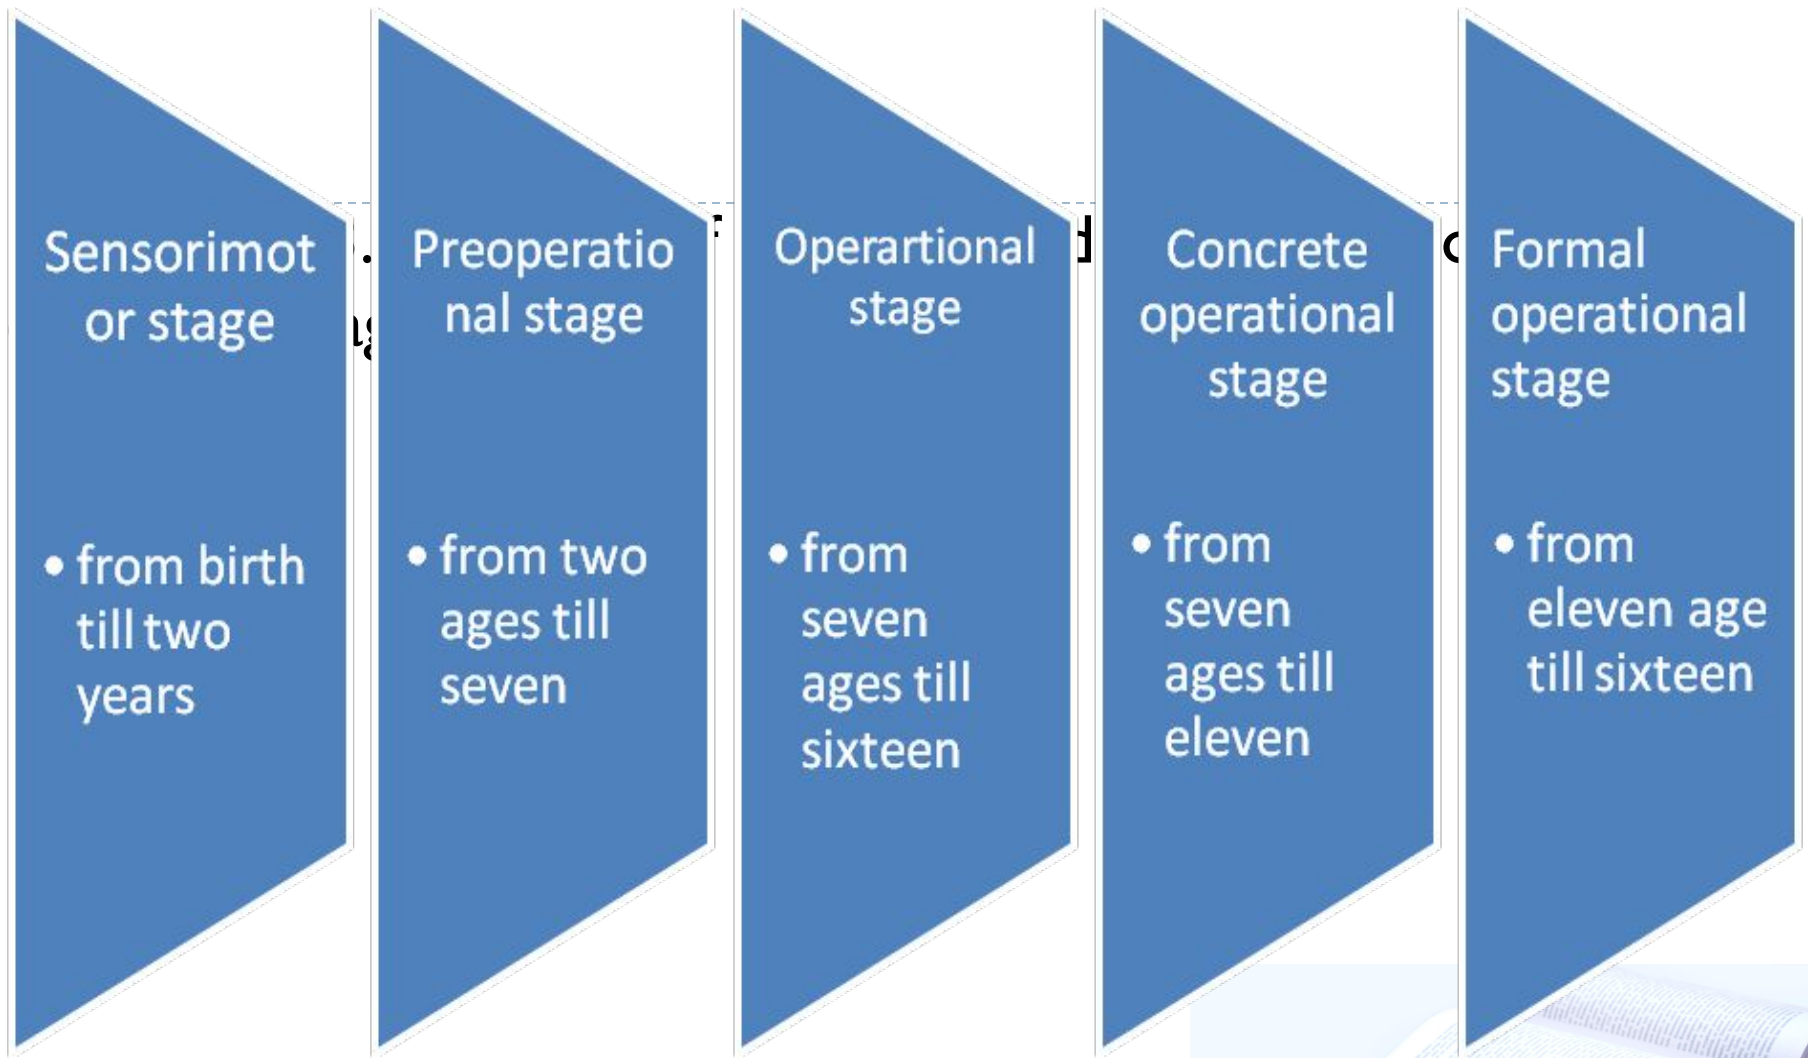 Sensorimot
or stage
• from birth
till two
years
Preoperatio
nal stage
• from two
ages till
seven
Operartional
stage
• from
seven
ages till
sixteen
Concrete
operational
stage
• from
seven
ages till
eleven
Formal
operational
stage
• from
eleven age
till sixteen